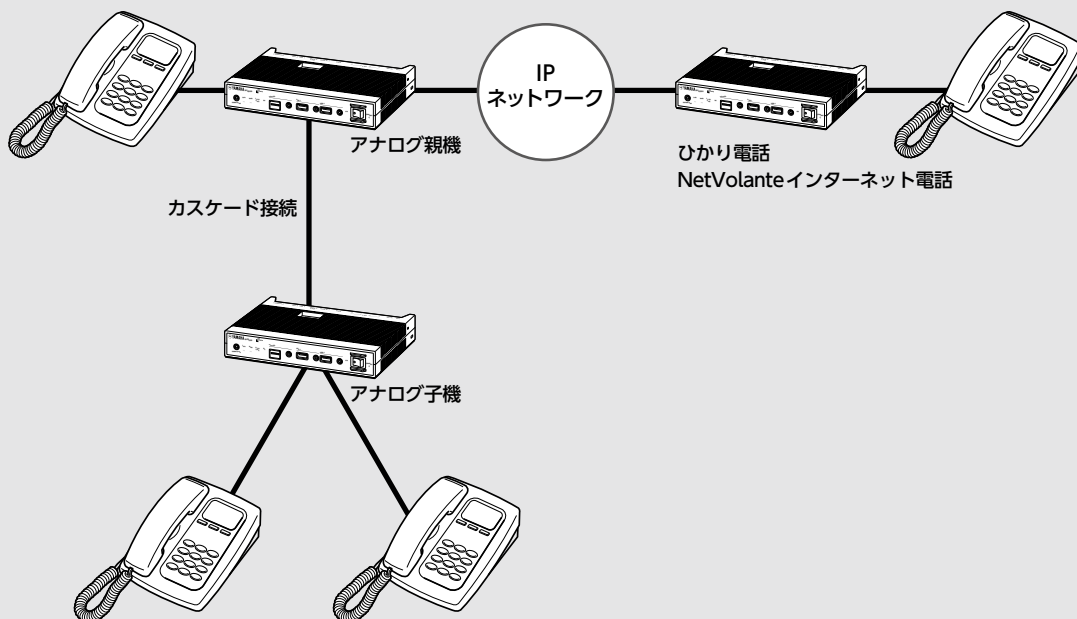 IP
ネットワーク
アナログ親機
ひかり電話
NetVolanteインターネット電話
カスケード接続
アナログ子機